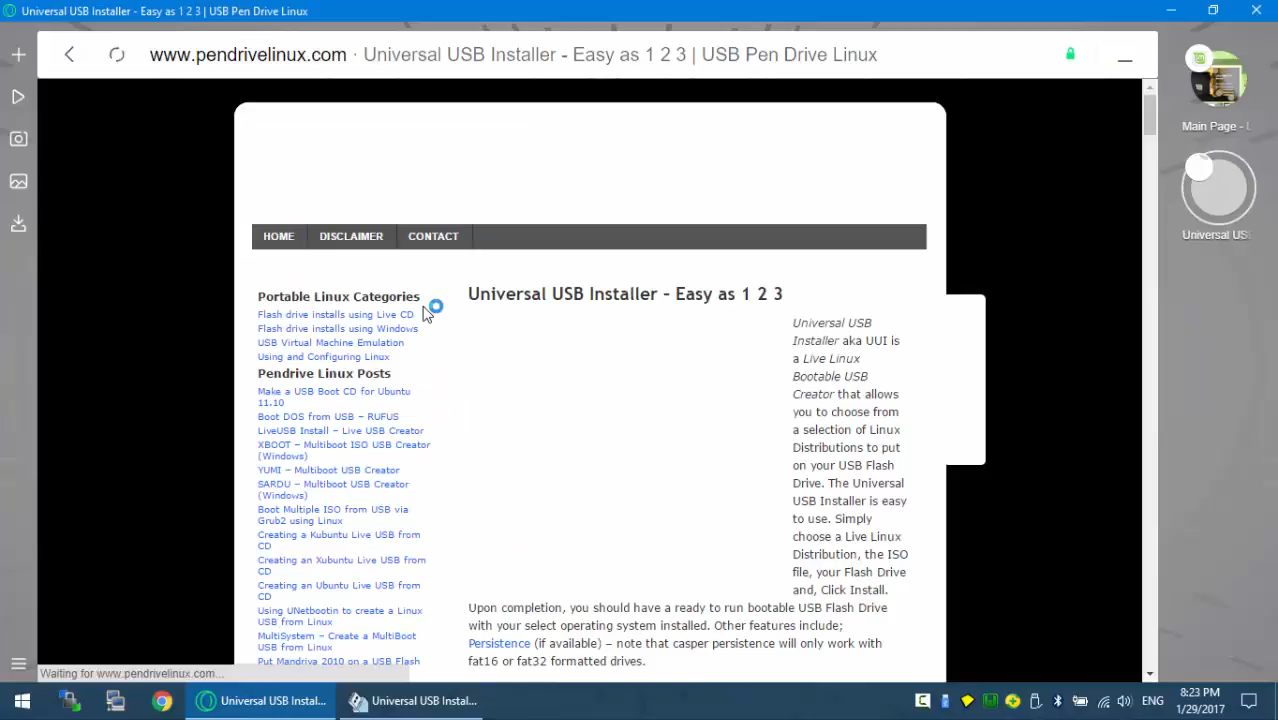 Universal USB Installer - Easy as 1 2 3 | USB Pen Drive Linux
www.pendrivelinux.com · Universal USB Installer - Easy as 1 2 3 | USB Pen Drive Linux
Main Page - L
Universal US
HOME DISCLAIMER CONTACT
Portable Linux Categories
Flash drive installs using Live CD
Flash drive installs using Windows
USB Virtual Machine Emulation
Using and Configuring Linux
Pendrive Linux Posts
Make a USB Boot CD for Ubuntu
11.10
Boot DOS from USB – RUFUS
LiveUSB Install – Live USB Creator
XBOOT – Multiboot ISO USB Creator
(Windows)
YUMI – Multiboot USB Creator
SARDU – Multiboot USB Creator
(Windows)
Boot Multiple ISO from USB via
Grub2 using Linux
Creating a Kubuntu Live USB from
CD
Creating an Xubuntu Live USB from
CD
Creating an Ubuntu Live USB from
CD
Using UNetbootin to create a Linux
USB from Linux
MultiSystem – Create a MultiBoot
USB from Linux
Put Mandriva 2010 on a USB Flash
Universal USB Installer – Easy as 1 2 3
Universal USB
Installer aka UUI is
a Live Linux
Bootable USB
Creator that allows
you to choose from
a selection of Linux
Distributions to put
on your USB Flash
Drive. The Universal
USB Installer is easy
to use. Simply
choose a Live Linux
Distribution, the ISO
file, your Flash Drive
and, Click Install.
Upon completion, you should have a ready to run bootable USB Flash Drive
with your select operating system installed. Other features include;
Persistence (if available) – note that casper persistence will only work with
fat16 or fat32 formatted drives.
Waiting for www.pendrivelinux.com...
Universal USB Instal...
Universal USB Instal...
ENG
8:23 PM
1/29/2017